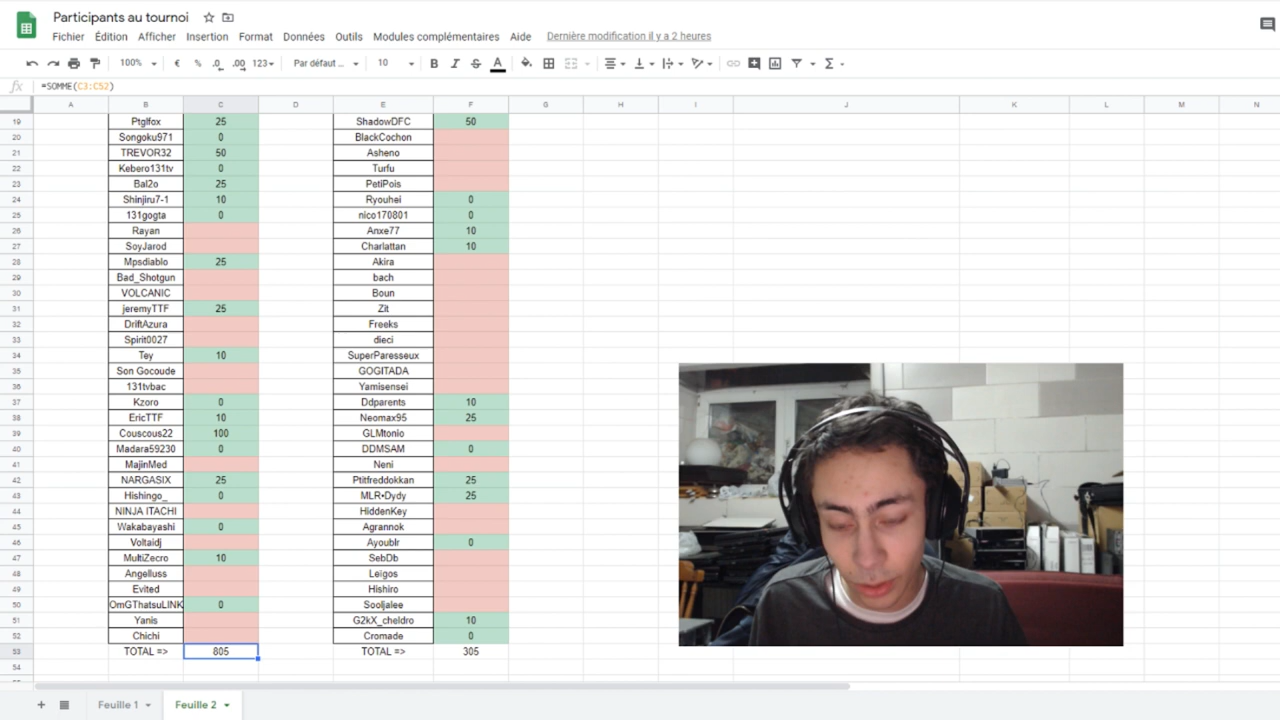 Participants au tournoi
Fichier Édition Afficher Insertion Format Données Outils Modules complémentaires Aide Dernière modification il y a 2 heures
100% € % .0 .00 123 Par défaut ... 10 B I S A Σ
fx =SOMME(C3:C52)
A B C D E F G H I J K L M N
19 Ptglfox 25 ShadowDFC 50
20 Songoku971 0 BlackCochon
21 TREVOR32 50 Asheno
22 Kebero131tv 0 Turfu
23 Bal2o 25 PetiPois
24 Shinjiru7-1 10 Ryouhei 0
25 131gogta 0 nico170801 0
26 Rayan Anxe77 10
27 SoyJarod Charlattan 10
28 Mpsdiablo 25 Akira
29 Bad_Shotgun bach
30 VOLCANIC Boun
31 jeremyTTF 25 Zit
32 DriftAzura Freeks
33 Spirit0027 dieci
34 Tey 10 SuperParesseux
35 Son Gocoude GOGITADA
36 131tvbac Yamisensei
37 Kzoro 0 Ddparents 10
38 EricTTF 10 Neomax95 25
39 Couscous22 100 GLMtonio
40 Madara59230 0 DDMSAM 0
41 MajinMed Neni
42 NARGASIX 25 Ptitfreddokkan 25
43 Hishingo_ 0 MLR•Dydy 25
44 NINJA ITACHI HiddenKey
45 Wakabayashi 0 Agrannok
46 Voltaidj Ayoublr 0
47 MultiZecro 10 SebDb
48 Angelluss Leigos
49 Evited Hishiro
50 OmGThatsuLINK 0 Sooljalee
51 Yanis G2kX_cheldro 10
52 Chichi Cromade 0
53 TOTAL => 805 TOTAL => 305
54
+ Feuille 1 Feuille 2